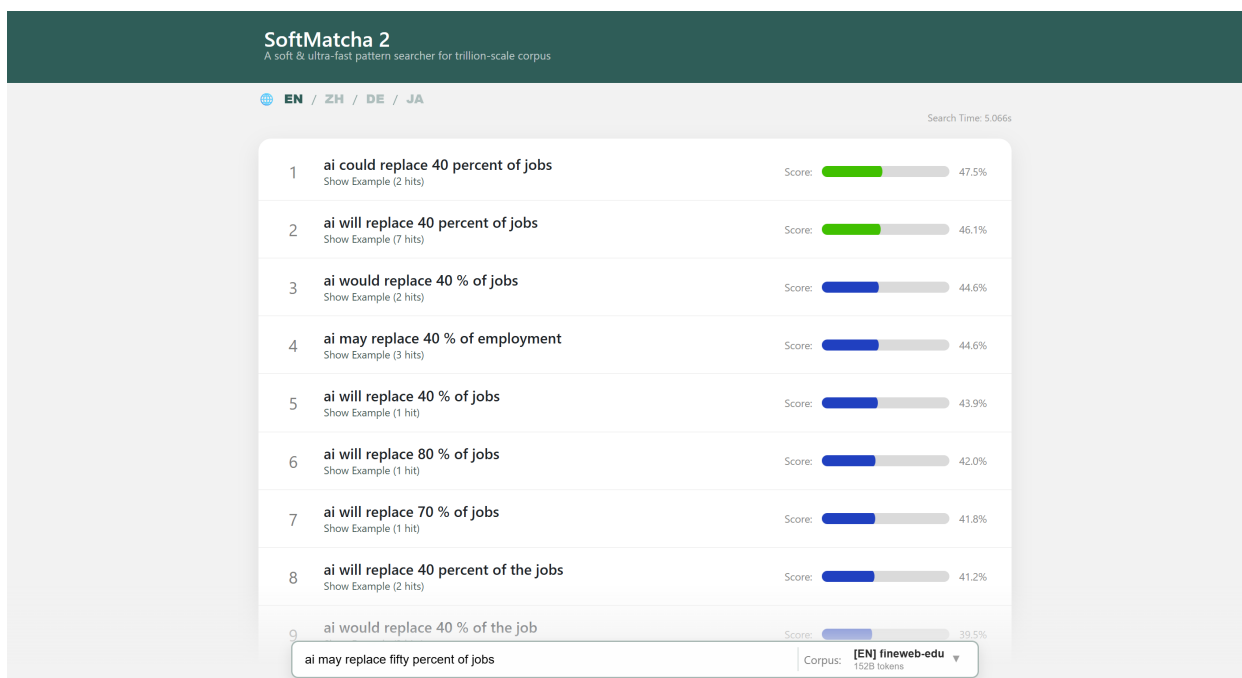 SoftMatcha 2
A soft & ultra-fast pattern searcher for trillion-scale corpus
EN / ZH / DE / JA
Search Time: 5.066s
1 ai could replace 40 percent of jobs Score: 47.5%
Show Example (2 hits)
2 ai will replace 40 percent of jobs Score: 46.1%
Show Example (7 hits)
3 ai would replace 40 % of jobs Score: 44.6%
Show Example (2 hits)
4 ai may replace 40 % of employment Score: 44.6%
Show Example (3 hits)
5 ai will replace 40 % of jobs Score: 43.9%
Show Example (1 hit)
6 ai will replace 80 % of jobs Score: 42.0%
Show Example (1 hit)
7 ai will replace 70 % of jobs Score: 41.8%
Show Example (1 hit)
8 ai will replace 40 percent of the jobs Score: 41.2%
Show Example (2 hits)
9 ai would replace 40 % of the job Score: 39.5%
ai may replace fifty percent of jobs Corpus: [EN] fineweb-edu ▼
152B tokens